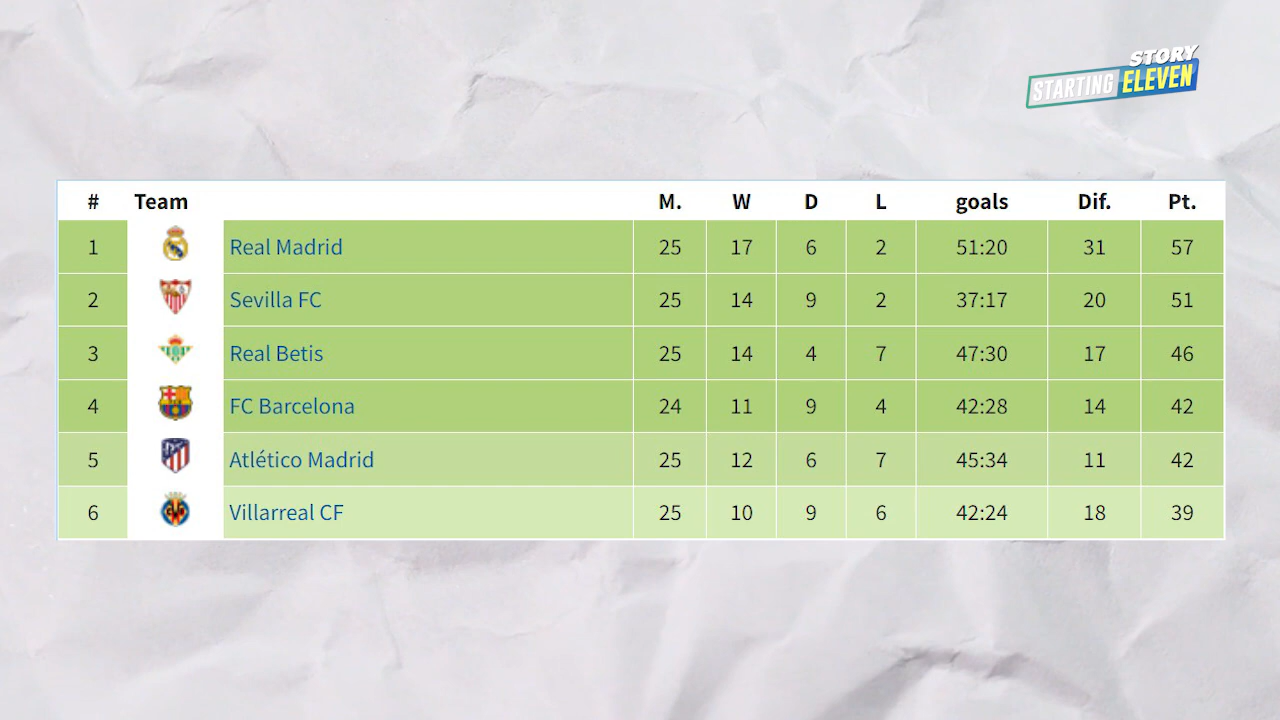 STORY
STARTING ELEVEN
# Team M. W D L goals Dif. Pt.
1 Real Madrid 25 17 6 2 51:20 31 57
2 Sevilla FC 25 14 9 2 37:17 20 51
3 Real Betis 25 14 4 7 47:30 17 46
4 FC Barcelona 24 11 9 4 42:28 14 42
5 Atlético Madrid 25 12 6 7 45:34 11 42
6 Villarreal CF 25 10 9 6 42:24 18 39